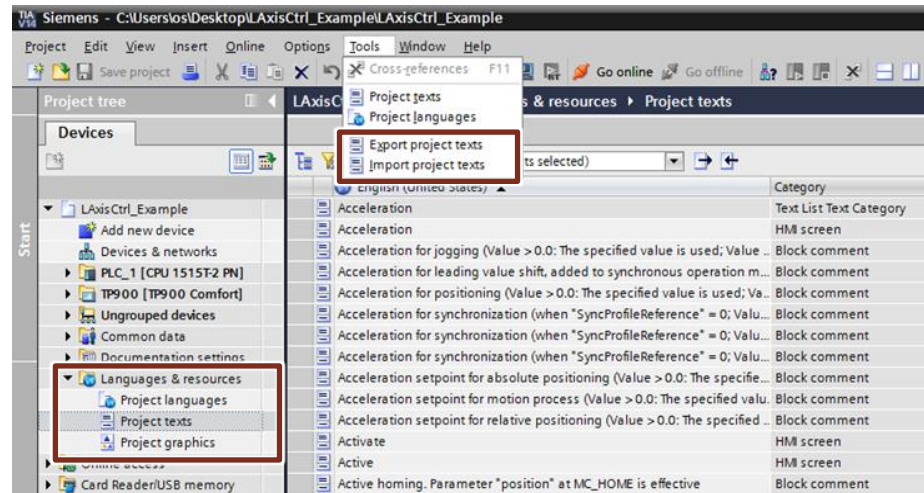 TIA V14 Siemens - C:\Users\os\Desktop\LAxisCtrl_Example\LAxisCtrl_Example
Project Edit View Insert Online Options Tools Window Help
Save project
Go online Go offline
Cross-references F11
Project texts
Project languages
Export project texts
Import project texts
Project tree
LAxisC
s & resources Project texts
Devices
ts selected)
Start
LAxisCtrl_Example
Add new device
Devices & networks
PLC_1 [CPU 1515T-2 PN]
TP900 [TP900 Comfort]
Ungrouped devices
Common data
Documentation settings
Languages & resources
Project languages
Project texts
Project graphics
Online access
Card Reader/USB memory
English (United States) Category
Acceleration Text List Text Category
Acceleration HMI screen
Acceleration for jogging (Value > 0.0: The specified value is used; Value .. Block comment
Acceleration for leading value shift, added to synchronous operation m... Block comment
Acceleration for positioning (Value > 0.0: The specified value is used; Va.. Block comment
Acceleration for synchronization (when "SyncProfileReference" = 0; Valu... Block comment
Acceleration for synchronization (when "SyncProfileReference" = 0; Valu... Block comment
Acceleration setpoint for absolute positioning (Value > 0.0: The specifie... Block comment
Acceleration setpoint for motion process (Value > 0.0: The specified valu. Block comment
Acceleration setpoint for relative positioning (Value > 0.0: The specified .. Block comment
Activate HMI screen
Active HMI screen
Active homing. Parameter "position" at MC_HOME is effective Block comment